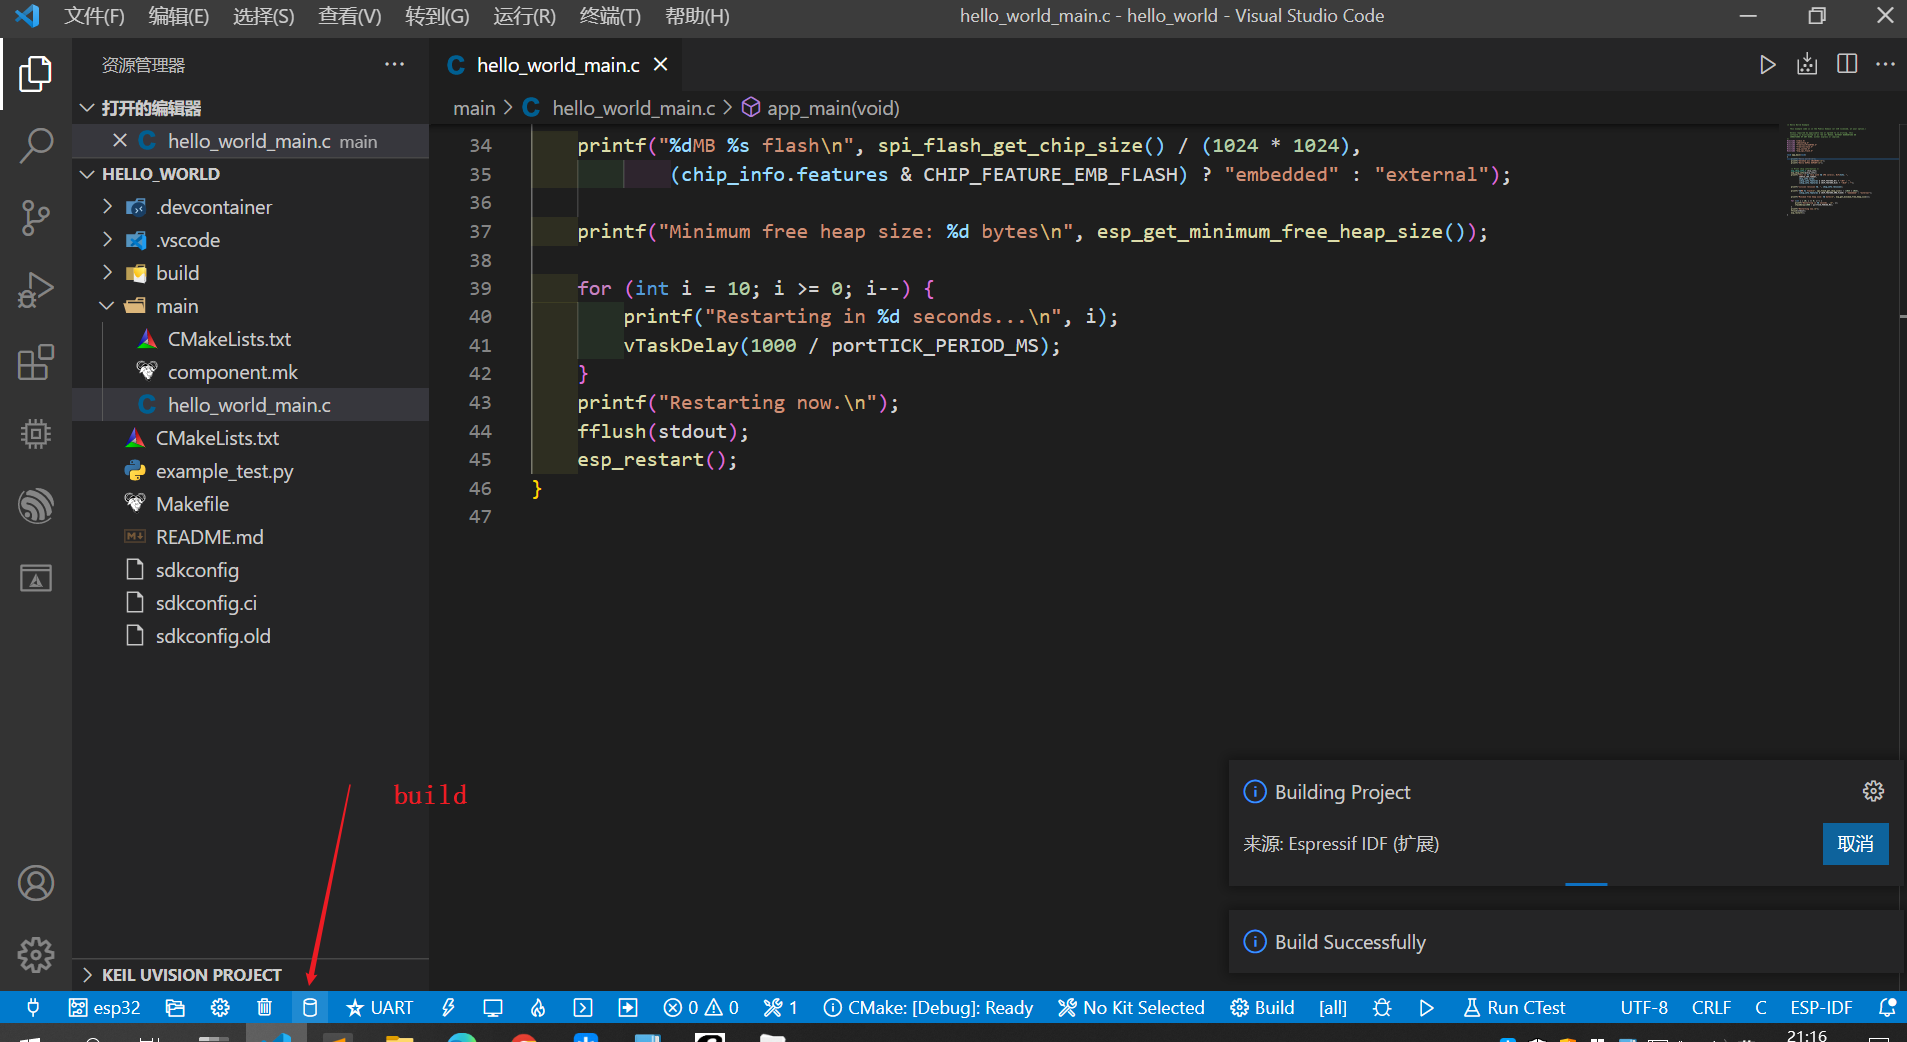 文件(F) 编辑(E) 选择(S) 查看(V) 转到(G) 运行(R) 终端(T) 帮助(H) hello_world_main.c - hello_world - Visual Studio Code
资源管理器
打开的编辑器
hello_world_main.c main
HELLO_WORLD
.devcontainer
.vscode
build
main
CMakeLists.txt
component.mk
hello_world_main.c
CMakeLists.txt
example_test.py
Makefile
README.md
sdkconfig
sdkconfig.ci
sdkconfig.old
KEIL UVISION PROJECT
hello_world_main.c
main > hello_world_main.c > app_main(void)
34 printf("%dMB %s flash\n", spi_flash_get_chip_size() / (1024 * 1024),
35 (chip_info.features & CHIP_FEATURE_EMB_FLASH) ? "embedded" : "external");
36
37 printf("Minimum free heap size: %d bytes\n", esp_get_minimum_free_heap_size());
38
39 for (int i = 10; i >= 0; i--) {
40 printf("Restarting in %d seconds...\n", i);
41 vTaskDelay(1000 / portTICK_PERIOD_MS);
42 }
43 printf("Restarting now.\n");
44 fflush(stdout);
45 esp_restart();
46 }
47
build
Building Project
来源: Espressif IDF (扩展)
取消
Build Successfully
esp32 UART 0 0 1 CMake: [Debug]: Ready No Kit Selected Build [all] Run CTest UTF-8 CRLF C ESP-IDF
21:16